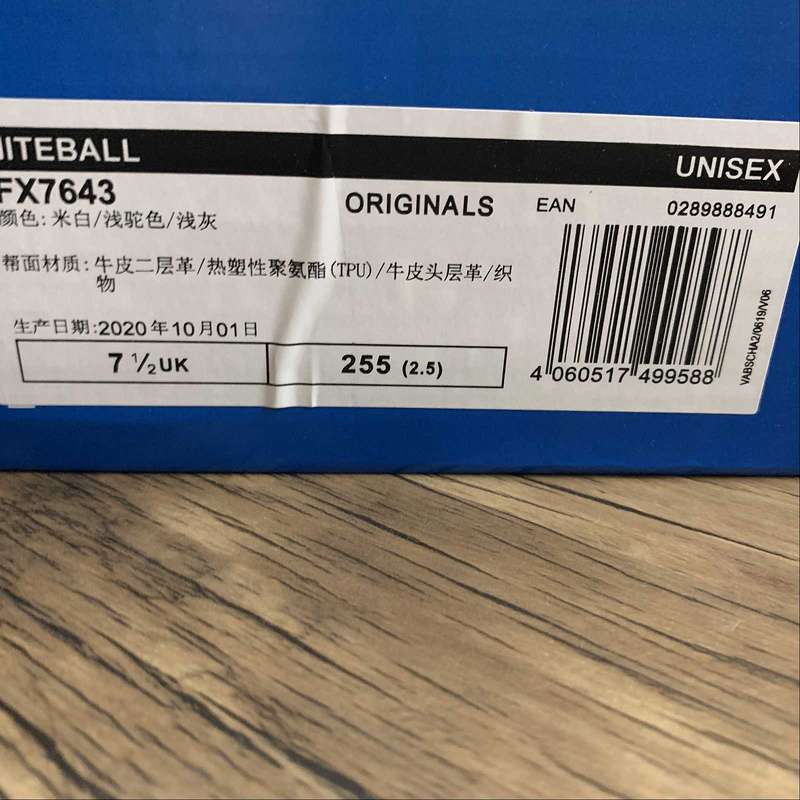 NITEBALL
UNISEX
FX7643
ORIGINALS
EAN
0289888491
颜色:米白/浅驼色/浅灰
帮面材质:牛皮二层革/热塑性聚氨酯(TPU)/牛皮头层革/织
物
生产日期:2020年10月01日
7 ½UK
255 (2.5)
4 060517 499588
VABSCHA2/0619/V06